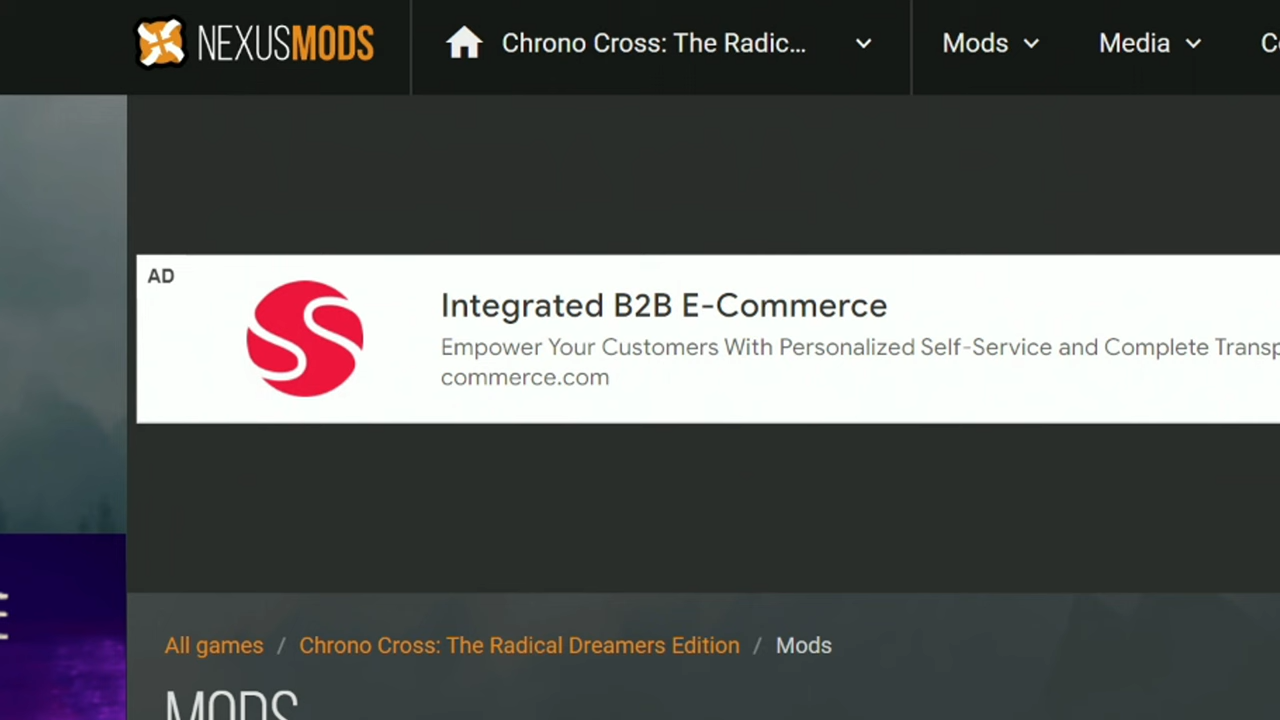 NEXUSMODS
Chrono Cross: The Radic...
Mods
Media
AD
Integrated B2B E-Commerce
Empower Your Customers With Personalized Self-Service and Complete Transp
commerce.com
All games / Chrono Cross: The Radical Dreamers Edition / Mods
MODS